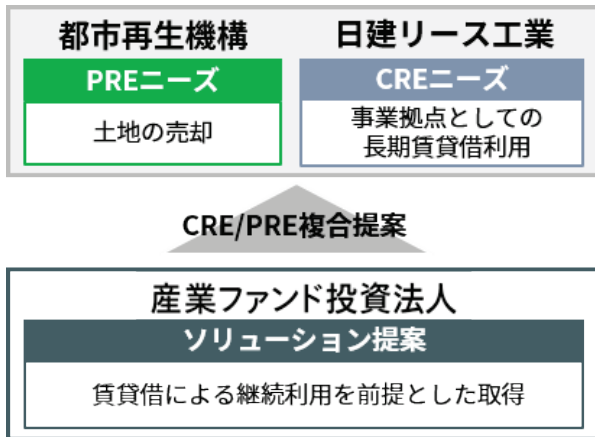 都市再生機構
PREニーズ
土地の売却
日建リース工業
CREニーズ
事業拠点としての
長期賃貸借利用
CRE/PRE複合提案
産業ファンド投資法人
ソリューション提案
賃貸借による継続利用を前提とした取得